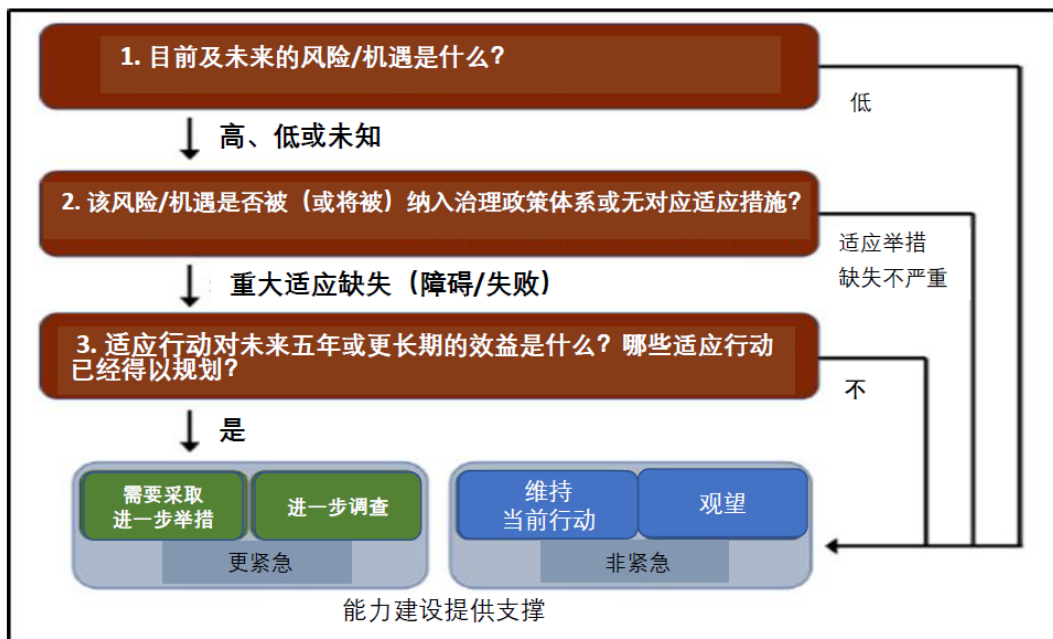 1. 目前及未来的风险/机遇是什么?
低
高、低或未知
2. 该风险/机遇是否被（或将被）纳入治理政策体系或无对应适应措施?
适应举措
缺失不严重
重大适应缺失（障碍/失败）
3. 适应行动对未来五年或更长期的效益是什么? 哪些适应行动
已经得以规划?
不
是
需要采取
进一步举措
进一步调查
更紧急
维持
当前行动
观望
非紧急
能力建设提供支撑